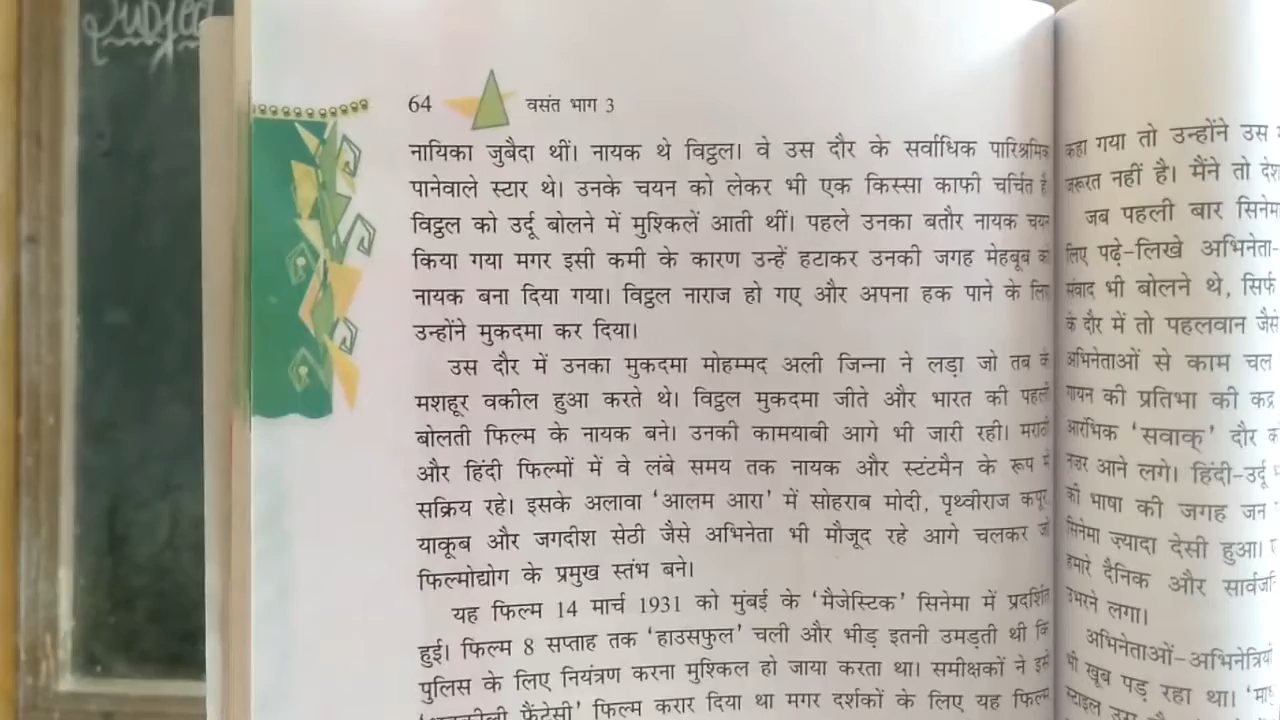 Subject
64
वसंत भाग 3
नायिका जुबैदा थीं। नायक थे विट्ठल। वे उस दौर के सर्वाधिक पारिश्रमिक
पानेवाले स्टार थे। उनके चयन को लेकर भी एक किस्सा काफी चर्चित है
विट्ठल को उर्दू बोलने में मुश्किलें आती थीं। पहले उनका बतौर नायक चयन
किया गया मगर इसी कमी के कारण उन्हें हटाकर उनकी जगह मेहबूब को
नायक बना दिया गया। विट्ठल नाराज हो गए और अपना हक पाने के लिए
उन्होंने मुकदमा कर दिया।
उस दौर में उनका मुकदमा मोहम्मद अली जिन्ना ने लड़ा जो तब के
मशहूर वकील हुआ करते थे। विट्ठल मुकदमा जीते और भारत की पहली
बोलती फिल्म के नायक बने। उनकी कामयाबी आगे भी जारी रही। मराठी
और हिंदी फिल्मों में वे लंबे समय तक नायक और स्टंटमैन के रूप में
सक्रिय रहे। इसके अलावा 'आलम आरा' में सोहराब मोदी, पृथ्वीराज कपूर,
याकूब और जगदीश सेठी जैसे अभिनेता भी मौजूद रहे आगे चलकर जो
फिल्मोद्योग के प्रमुख स्तंभ बने।
यह फिल्म 14 मार्च 1931 को मुंबई के 'मैजेस्टिक' सिनेमा में प्रदर्शित
हुई। फिल्म 8 सप्ताह तक 'हाउसफुल' चली और भीड़ इतनी उमड़ती थी कि
पुलिस के लिए नियंत्रण करना मुश्किल हो जाया करता था। समीक्षकों ने इसे
फैंटेसी' फिल्म करार दिया था मगर दर्शकों के लिए यह फिल्म
कहा गया तो उन्होंने उस
जरूरत नहीं है। मैंने तो देश
जब पहली बार सिनेम
लिए पढ़े-लिखे अभिनेता-
संवाद भी बोलने थे, सिर्फ
के दौर में तो पहलवान जैसे
अभिनेताओं से काम चल
गायन की प्रतिभा की कद्र
आरंभिक 'सवाक्' दौर क
नजर आने लगे। हिंदी-उर्दू
की भाषा की जगह जन
सिनेमा ज़्यादा देसी हुआ।
हमारे दैनिक और सार्वजनि
उभरने लगा।
अभिनेताओं-अभिनेत्रियों
भी खूब पड़ रहा था। 'मा
स्टाइल उस